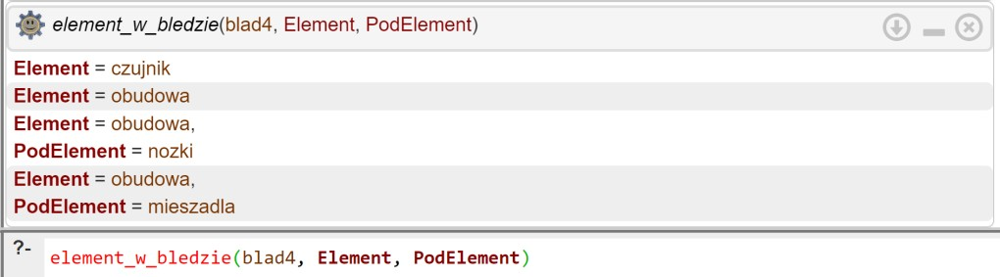 element_w_bledzie(blad4, Element, PodElement)
Element = czujnik
Element = obudowa
Element = obudowa,
PodElement = nozki
Element = obudowa,
PodElement = mieszadla
?- element_w_bledzie(blad4, Element, PodElement)